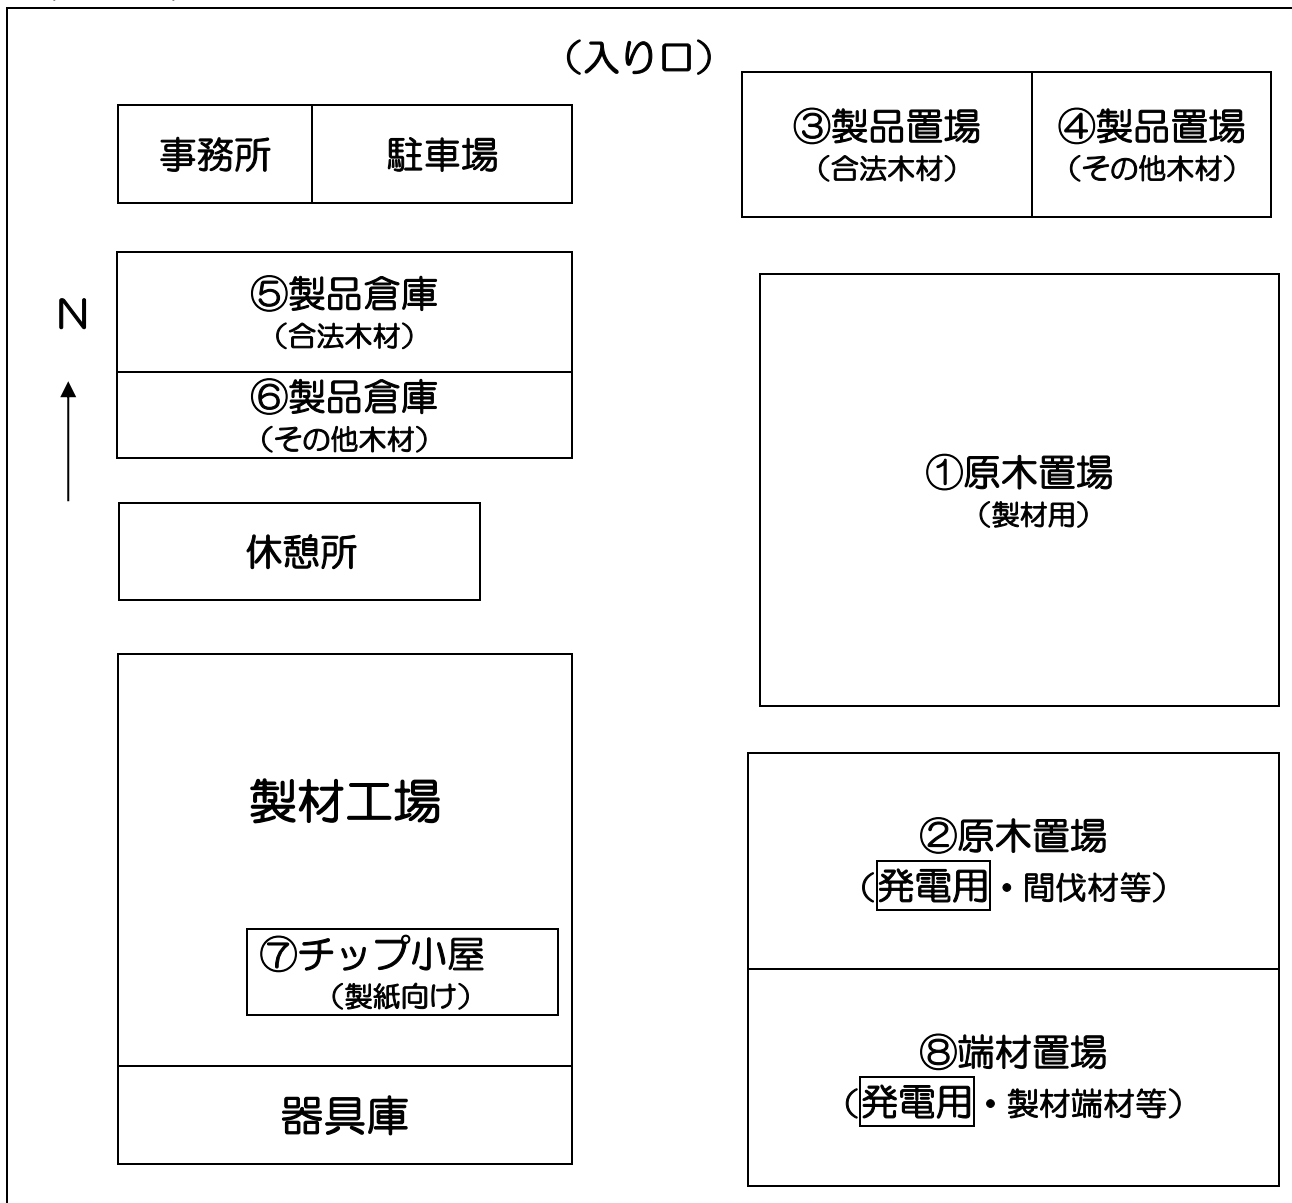 （入り口）
事務所
駐車場
③製品置場
（合法木材）
④製品置場
（その他木材）
⑤製品倉庫
（合法木材）
⑥製品倉庫
（その他木材）
N
休憩所
①原木置場
（製材用）
製材工場
⑦チップ小屋
（製紙向け）
器具庫
②原木置場
（発電用・間伐材等）
⑧端材置場
（発電用・製材端材等）